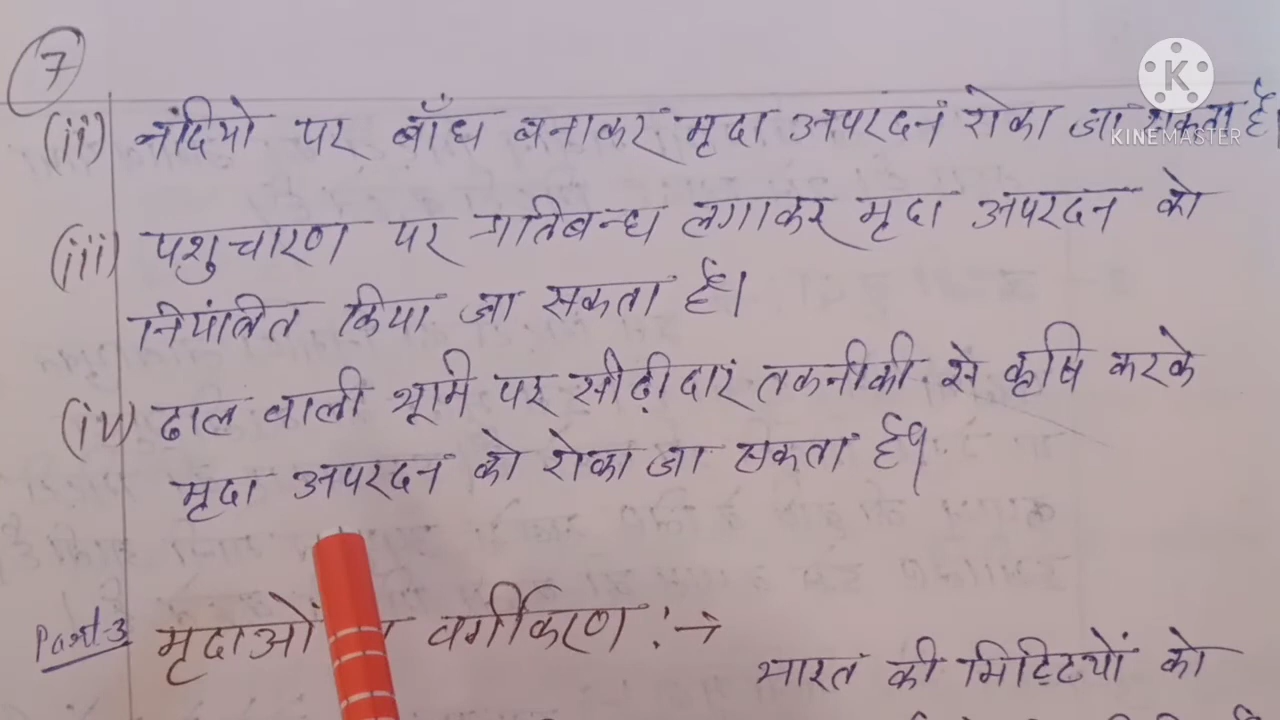 7
(ii) नंदियो पर बाँध बनाकर मृदा अपरदन रोका जा सकता है।
KINEMASTER
(iii) पशुचारण पर प्रतिबन्ध लगाकर मृदा अपरदन को
नियंत्रित किया जा सकता है।
(iv) ढाल वाली भूमि पर सीढ़ीदार तकनीकी से कृषि करके
मृदा अपरदन को रोका जा सकता है।
Part 3 मृदाओं वर्गीकरण :→
भारत की मिट्टियों को